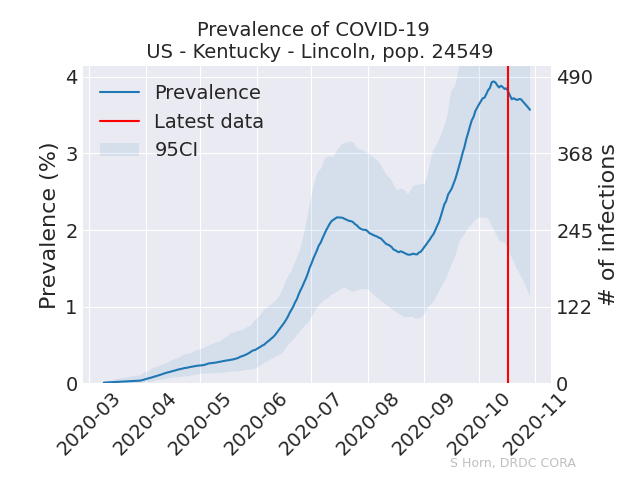 Prevalence of COVID-19
US - Kentucky - Lincoln, pop. 24549
Prevalence
Latest data
95CI
Prevalence (%)
4
3
2
1
0
# of infections
490
368
245
122
0
2020-03
2020-04
2020-05
2020-06
2020-07
2020-08
2020-09
2020-10
2020-11
S Horn, DRDC CORA